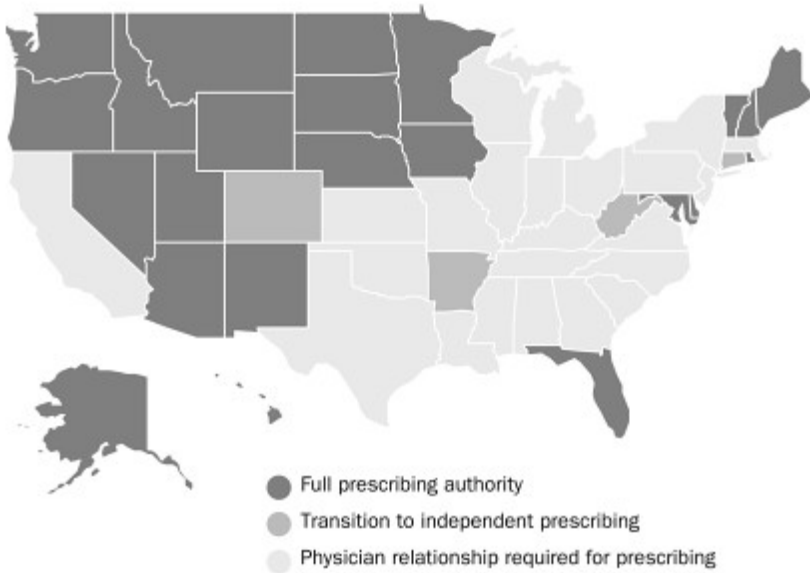 Full prescribing authority
Transition to independent prescribing
Physician relationship required for prescribing